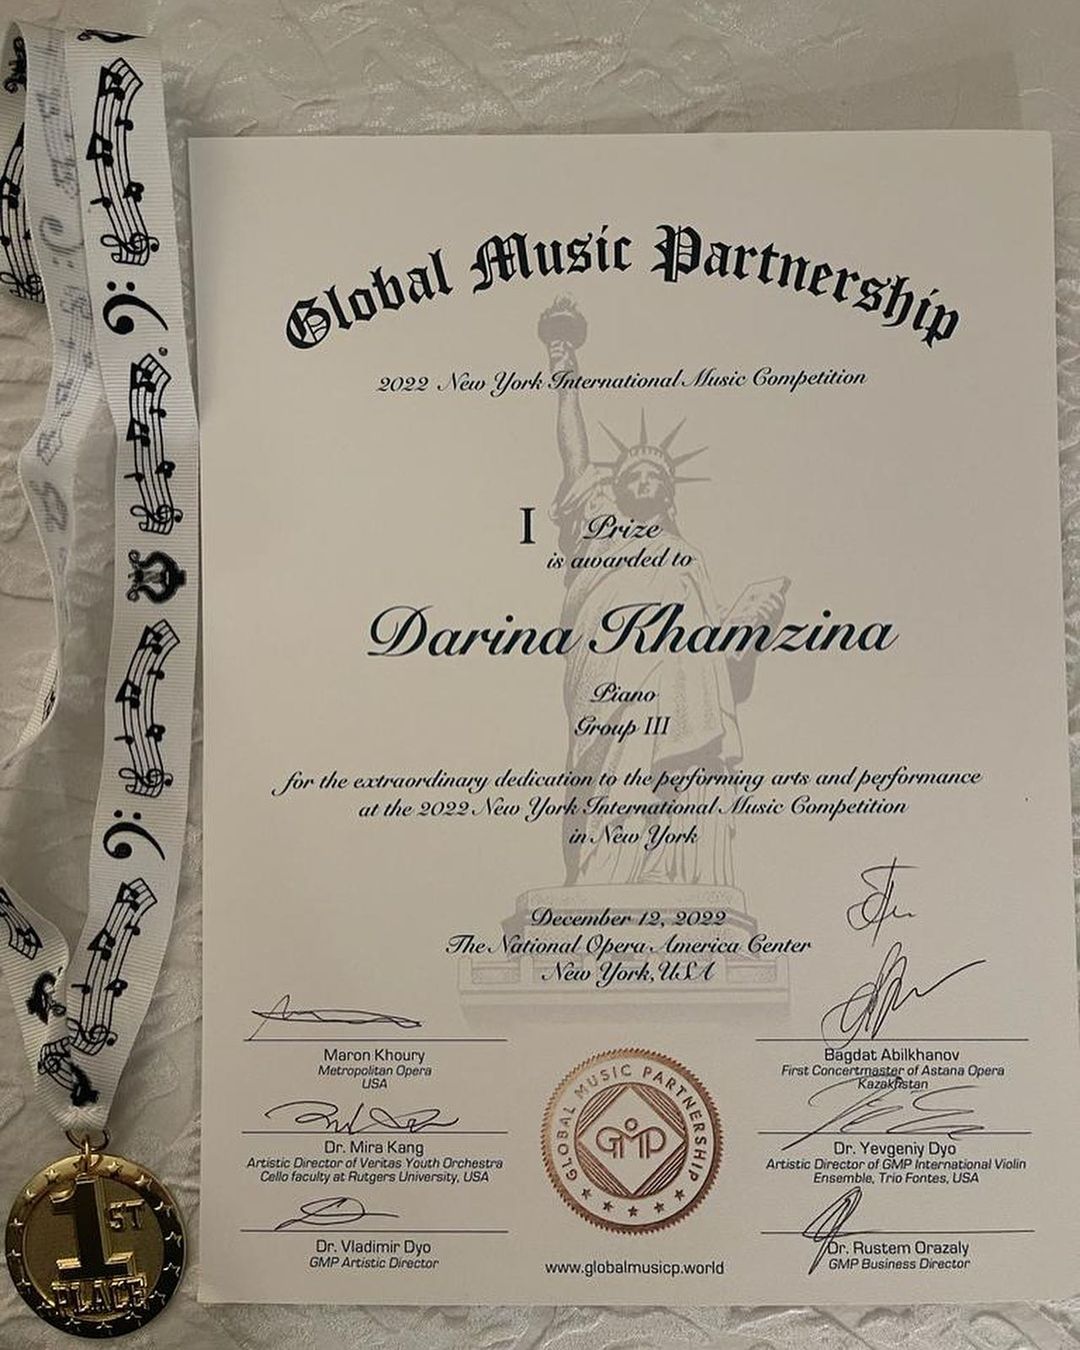 Global Music Partnership
2022 New York International Music Competition
I Prize
is awarded to
Darina Khamzina
Piano
Group III
for the extraordinary dedication to the performing arts and performance
at the 2022 New York International Music Competition
in New York
December 12, 2022
The National Opera America Center
New York, USA
Maron Khoury
Metropolitan Opera
USA
Bagdat Abilkhanov
First Concertmaster of Astana Opera
Kazakhstan
Dr. Mira Kang
Artistic Director of Veritas Youth Orchestra
Cello faculty at Rutgers University, USA
Dr. Yevgeniy Dyo
Artistic Director of GMP International Violin
Ensemble, Trio Fontes, USA
Dr. Vladimir Dyo
GMP Artistic Director
Dr. Rustem Orazaly
GMP Business Director
GLOBAL MUSIC PARTNERSHIP
GMP
www.globalmusicp.world
1ST
PLACE